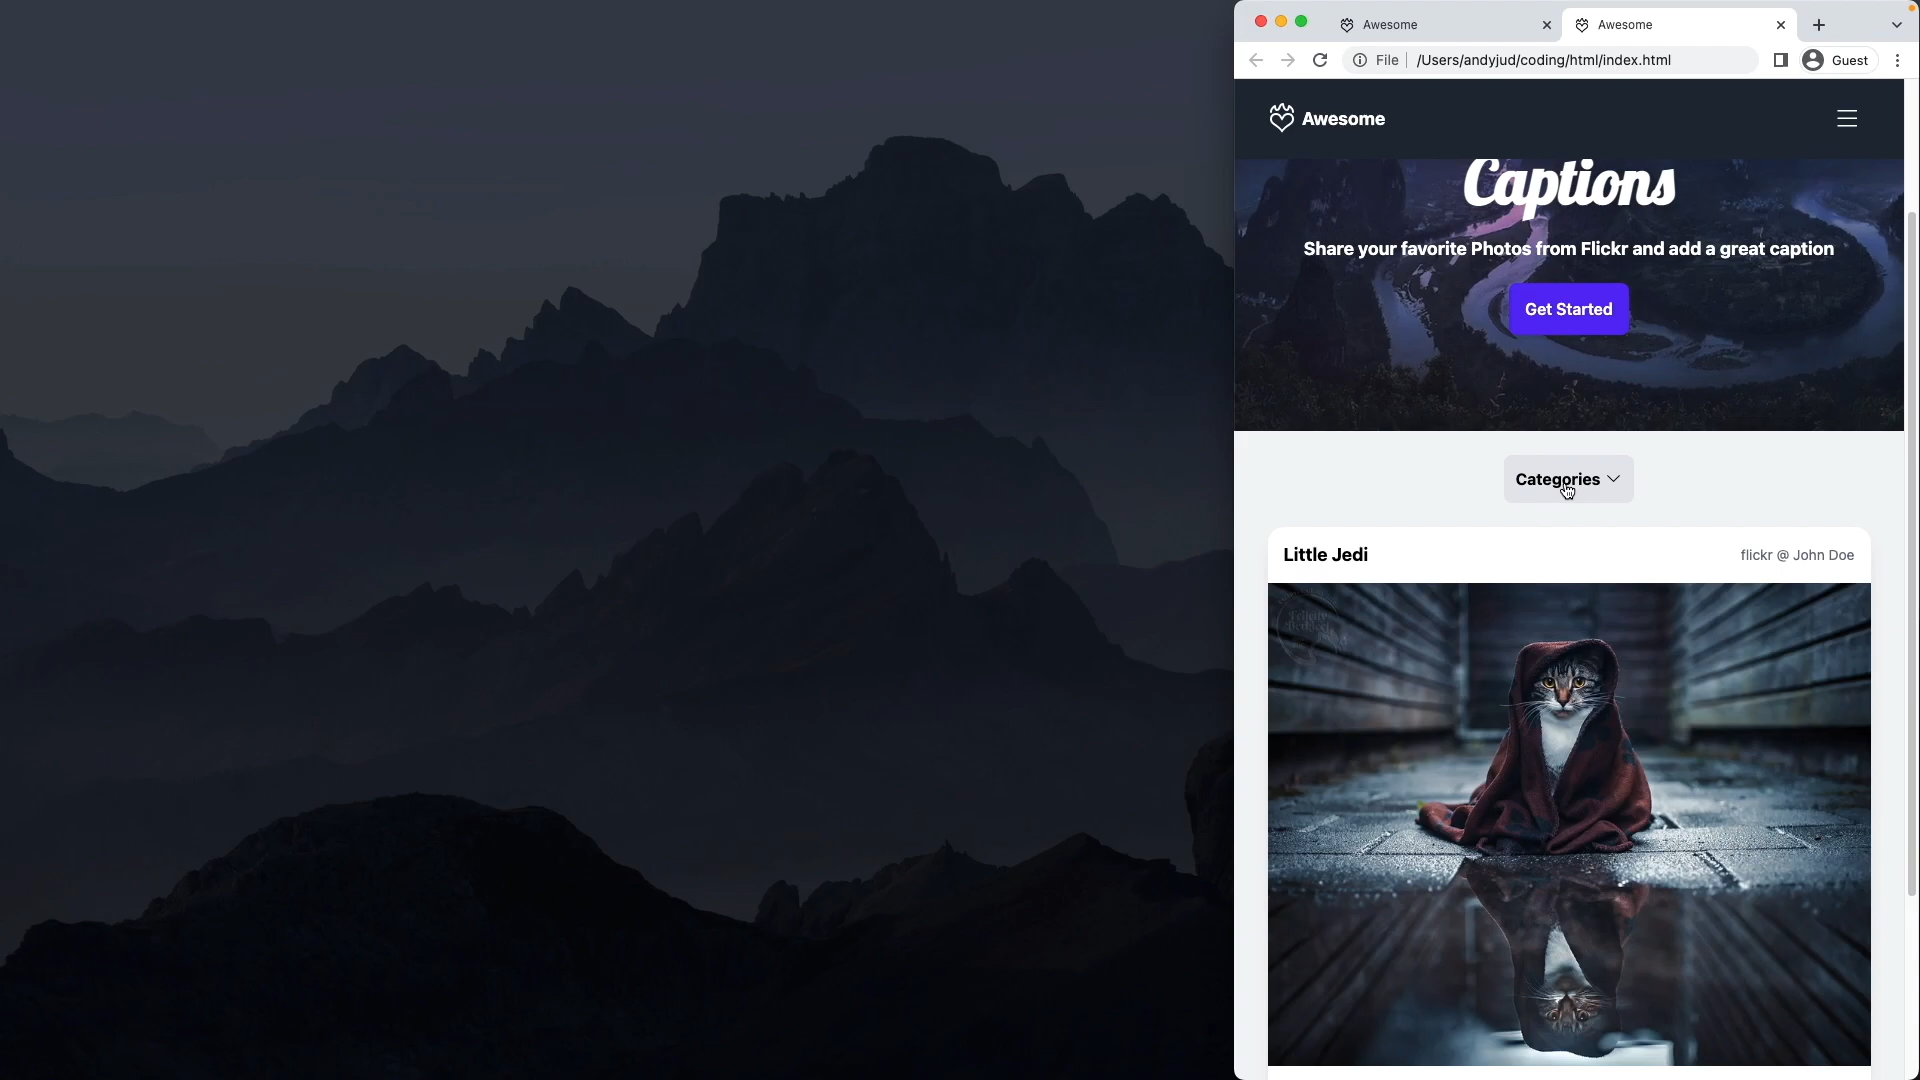 Awesome
Awesome
File
/Users/andyjud/coding/html/index.html
Guest
Awesome
Captions
Share your favorite Photos from Flickr and add a great caption
Get Started
Categories
Little Jedi
flickr @ John Doe